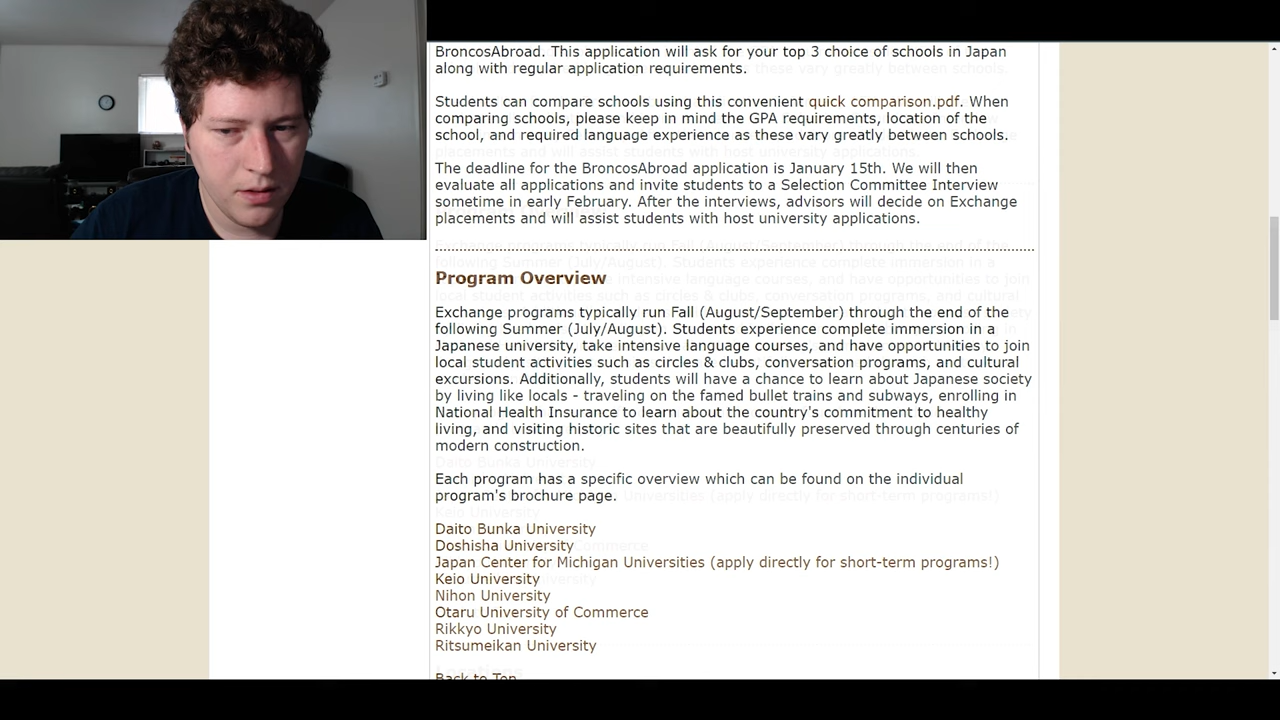 BroncosAbroad. This application will ask for your top 3 choice of schools in Japan
along with regular application requirements.
Students can compare schools using this convenient quick comparison.pdf. When
comparing schools, please keep in mind the GPA requirements, location of the
school, and required language experience as these vary greatly between schools.
The deadline for the BroncosAbroad application is January 15th. We will then
evaluate all applications and invite students to a Selection Committee Interview
sometime in early February. After the interviews, advisors will decide on Exchange
placements and will assist students with host university applications.
Program Overview
Exchange programs typically run Fall (August/September) through the end of the
following Summer (July/August). Students experience complete immersion in a
Japanese university, take intensive language courses, and have opportunities to join
local student activities such as circles & clubs, conversation programs, and cultural
excursions. Additionally, students will have a chance to learn about Japanese society
by living like locals - traveling on the famed bullet trains and subways, enrolling in
National Health Insurance to learn about the country's commitment to healthy
living, and visiting historic sites that are beautifully preserved through centuries of
modern construction.
Each program has a specific overview which can be found on the individual
program's brochure page.
Daito Bunka University
Doshisha University
Japan Center for Michigan Universities (apply directly for short-term programs!)
Keio University
Nihon University
Otaru University of Commerce
Rikkyo University
Ritsumeikan University
Back to Top